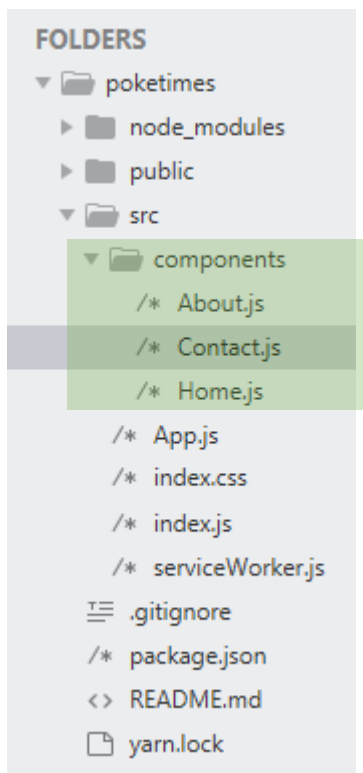 FOLDERS
poketimes
node_modules
public
src
components
/* About.js
/* Contact.js
/* Home.js
/* App.js
/* index.css
/* index.js
/* serviceWorker.js
.gitignore
/* package.json
<> README.md
yarn.lock